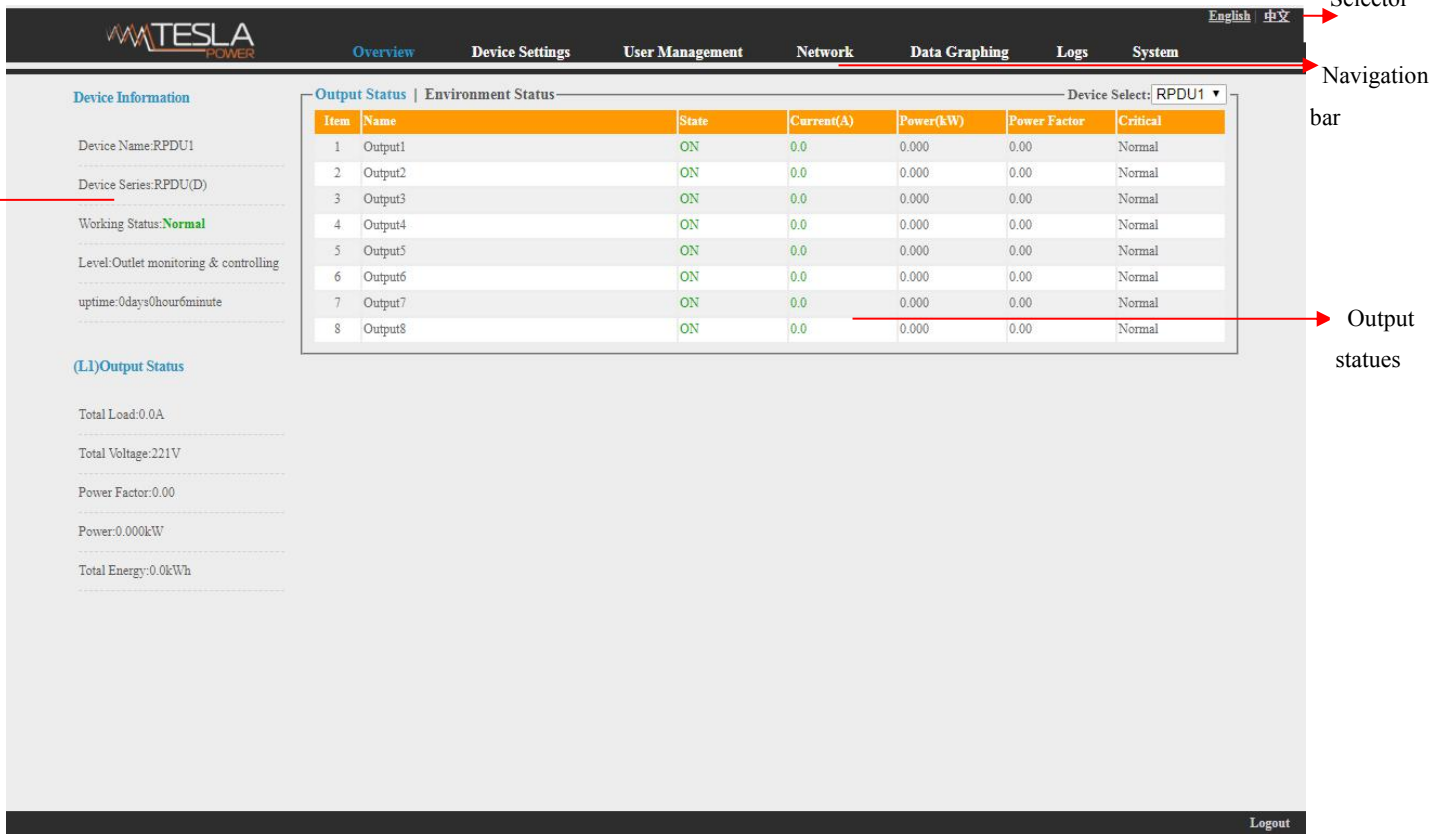 Selector
English | 中文
TESLA
POWER
Overview Device Settings User Management Network Data Graphing Logs System
Navigation
bar
Device Information
Device Name:RPDU1
Device Series:RPDU(D)
Working Status:Normal
Level:Outlet monitoring & controlling
uptime:0days0hour6minute
(L1)Output Status
Total Load:0.0A
Total Voltage:221V
Power Factor:0.00
Power:0.000kW
Total Energy:0.0kWh
Output Status | Environment Status Device Select: RPDU1
Item Name State Current(A) Power(kW) Power Factor Critical
1 Output1 ON 0.0 0.000 0.00 Normal
2 Output2 ON 0.0 0.000 0.00 Normal
3 Output3 ON 0.0 0.000 0.00 Normal
4 Output4 ON 0.0 0.000 0.00 Normal
5 Output5 ON 0.0 0.000 0.00 Normal
6 Output6 ON 0.0 0.000 0.00 Normal
7 Output7 ON 0.0 0.000 0.00 Normal
8 Output8 ON 0.0 0.000 0.00 Normal
Output
statues
Logout